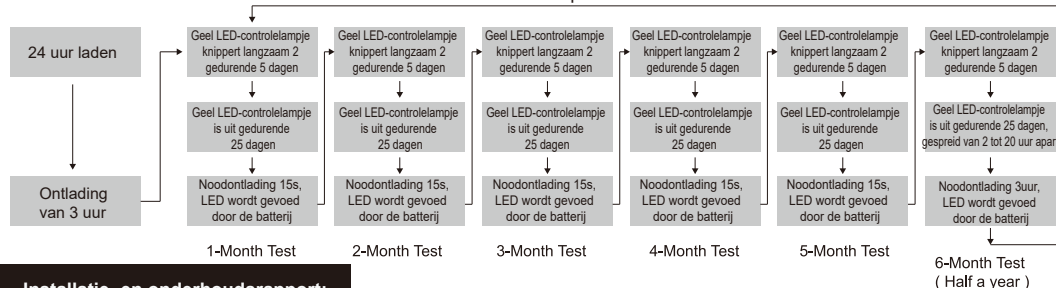 24 uur laden
Ontlading
van 3 uur
Geel LED-controlelampje
knippert langzaam 2
gedurende 5 dagen
Geel LED-controlelampje
is uit gedurende
25 dagen
Noodontlading 15s,
LED wordt gevoed
door de batterij
1-Month Test
Geel LED-controlelampje
knippert langzaam 2
gedurende 5 dagen
Geel LED-controlelampje
is uit gedurende
25 dagen
Noodontlading 15s,
LED wordt gevoed
door de batterij
2-Month Test
Geel LED-controlelampje
knippert langzaam 2
gedurende 5 dagen
Geel LED-controlelampje
is uit gedurende
25 dagen
Noodontlading 15s,
LED wordt gevoed
door de batterij
3-Month Test
Geel LED-controlelampje
knippert langzaam 2
gedurende 5 dagen
Geel LED-controlelampje
is uit gedurende
25 dagen
Noodontlading 15s,
LED wordt gevoed
door de batterij
4-Month Test
Geel LED-controlelampje
knippert langzaam 2
gedurende 5 dagen
Geel LED-controlelampje
is uit gedurende
25 dagen
Noodontlading 15s,
LED wordt gevoed
door de batterij
5-Month Test
Geel LED-controlelampje
knippert langzaam 2
gedurende 5 dagen
Geel LED-controlelampje
is uit gedurende 25 dagen,
gespreid van 2 tot 20 uur apar
Noodontlading 3uur,
LED wordt gevoed
door de batterij
6-Month Test
( Half a year )